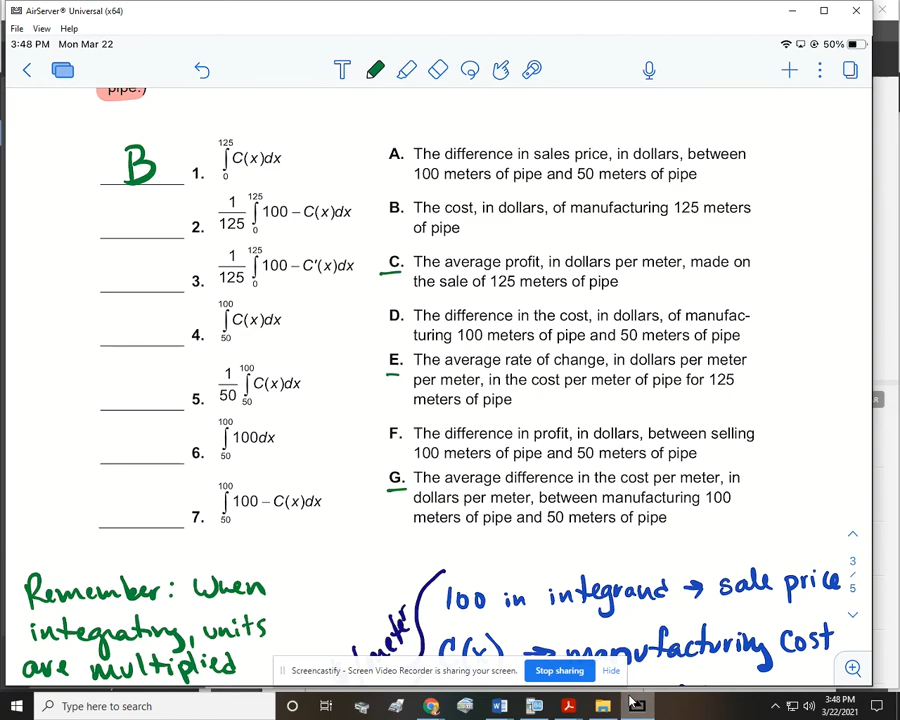 AirServer® Universal (x64)
File View Help
3:48 PM Mon Mar 22
50%
pipe.)
B
1. ∫₀¹²⁵ C(x)dx
2. 1/125 ∫₀¹²⁵ 100 – C(x)dx
3. 1/125 ∫₀¹²⁵ 100 – C′(x)dx
4. ∫₅₀¹⁰⁰ C(x)dx
5. 1/50 ∫₅₀¹⁰⁰ C(x)dx
6. ∫₅₀¹⁰⁰ 100dx
7. ∫₅₀¹⁰⁰ 100 – C(x)dx
A. The difference in sales price, in dollars, between
100 meters of pipe and 50 meters of pipe
B. The cost, in dollars, of manufacturing 125 meters
of pipe
C. The average profit, in dollars per meter, made on
the sale of 125 meters of pipe
D. The difference in the cost, in dollars, of manufac-
turing 100 meters of pipe and 50 meters of pipe
E. The average rate of change, in dollars per meter
per meter, in the cost per meter of pipe for 125
meters of pipe
F. The difference in profit, in dollars, between selling
100 meters of pipe and 50 meters of pipe
G. The average difference in the cost per meter, in
dollars per meter, between manufacturing 100
meters of pipe and 50 meters of pipe
3
/
5
Remember: When
integrating, units
are multiplied
meter
100 in integrand → sale price
C(x) → manufacturing cost
Screencastify - Screen Video Recorder is sharing your screen.
Stop sharing
Hide
Type here to search
3:48 PM
3/22/2021